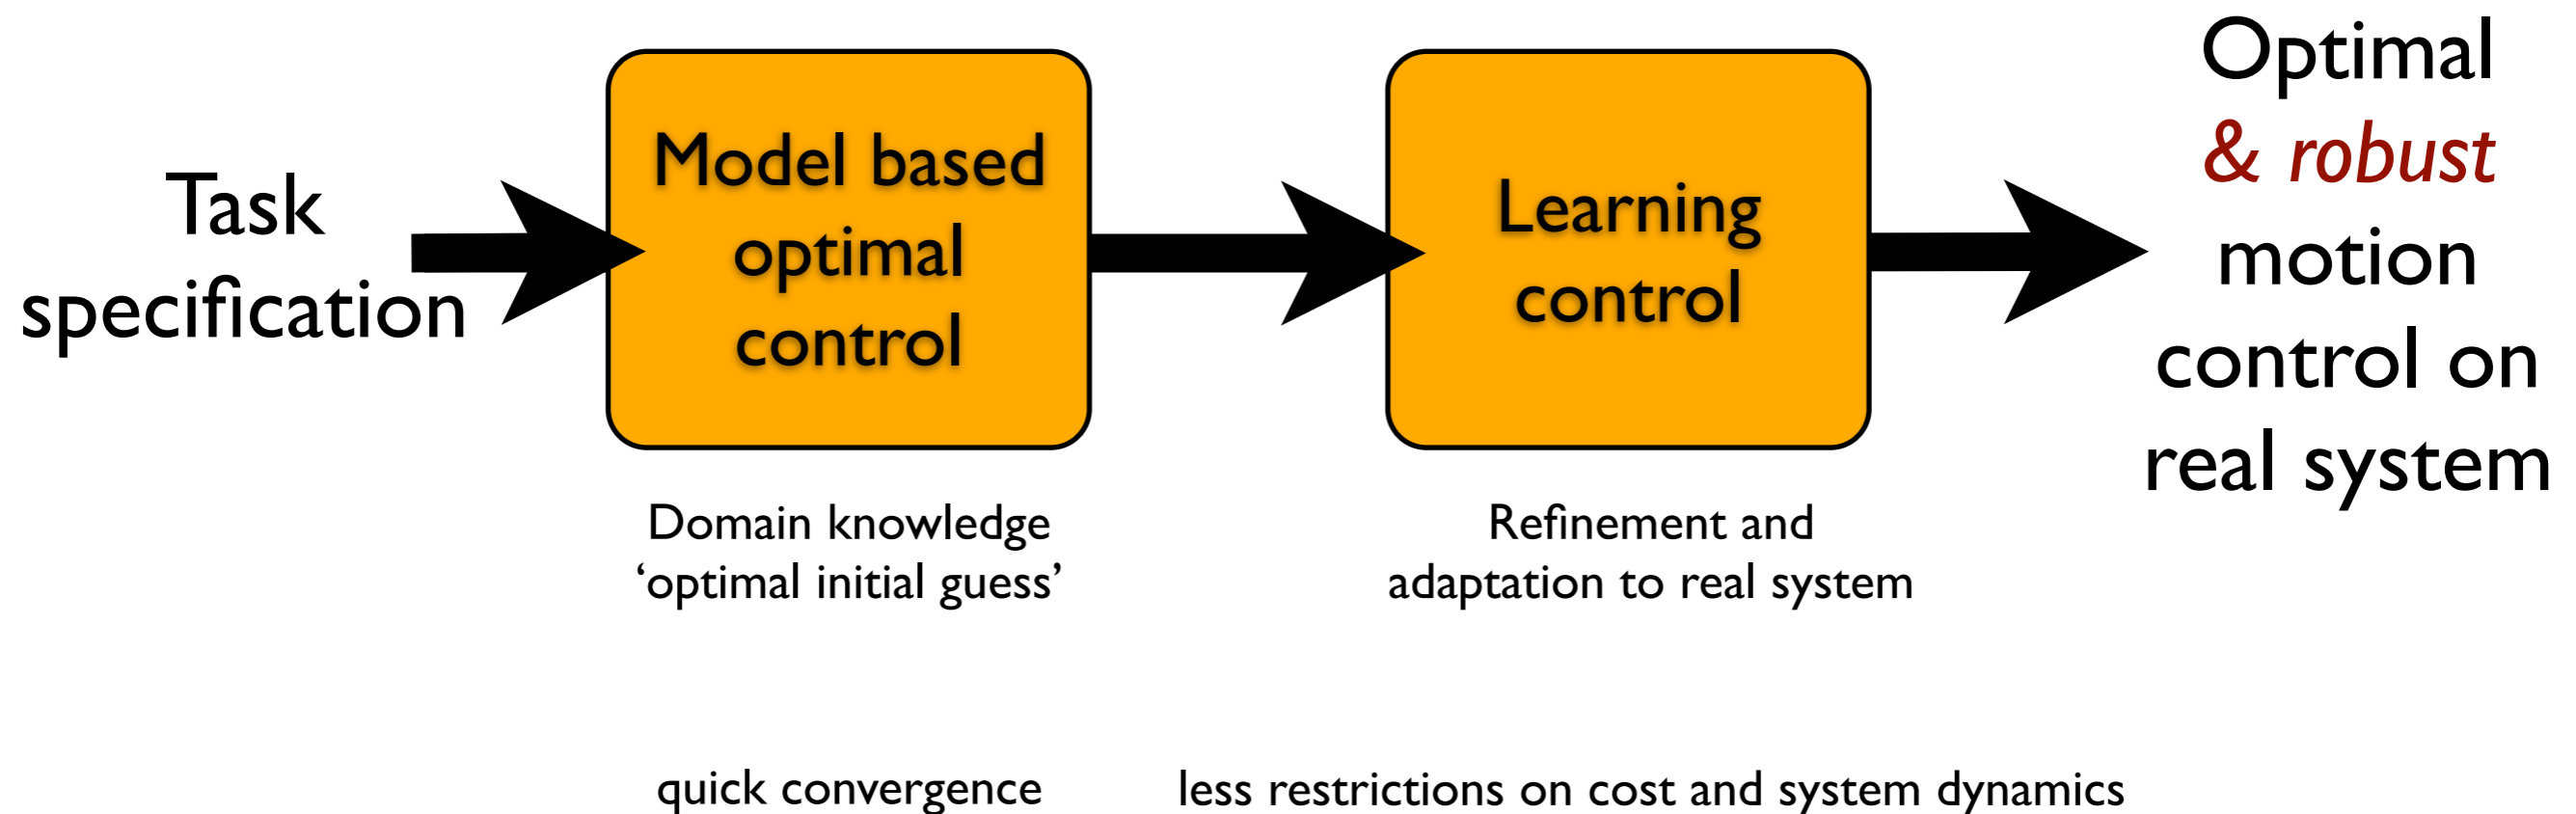 Task
specification
Model based
optimal
control
Domain knowledge
‘optimal initial guess’
quick convergence
Learning
control
Refinement and
adaptation to real system
less restrictions on cost and system dynamics
Optimal
& robust
motion
control on
real system